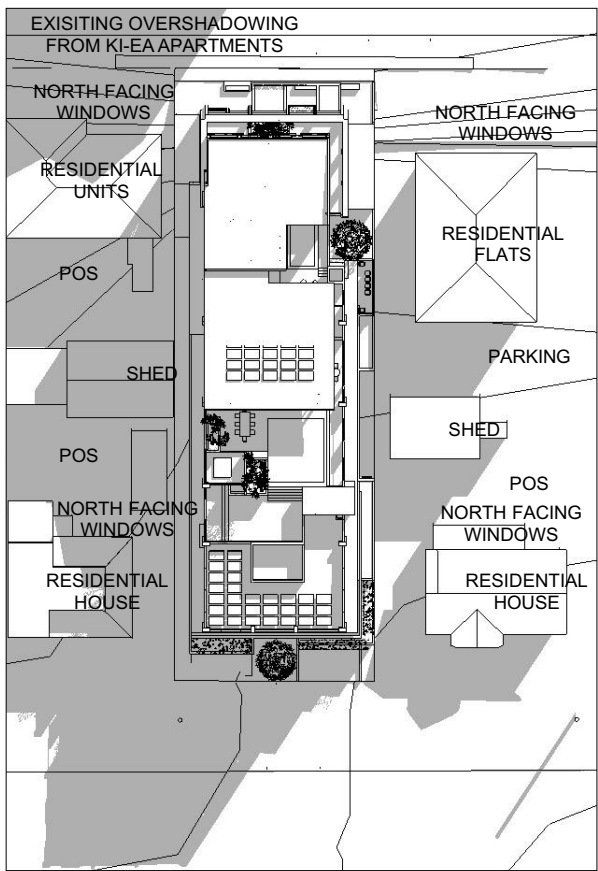 EXISITING OVERSHADOWING
FROM KI-EA APARTMENTS
NORTH FACING
WINDOWS
NORTH FACING
WINDOWS
RESIDENTIAL
UNITS
RESIDENTIAL
FLATS
POS
PARKING
SHED
SHED
POS
POS
NORTH FACING
WINDOWS
NORTH FACING
WINDOWS
RESIDENTIAL
HOUSE
RESIDENTIAL
HOUSE